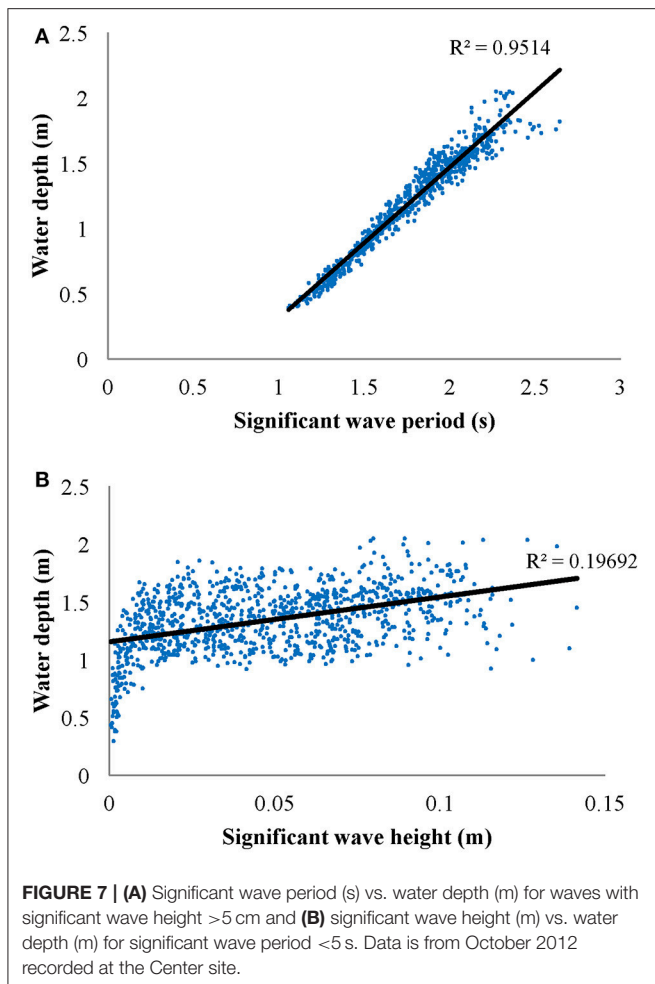 A
2.5
R² = 0.9514
2
1.5
1
0.5
0
Water depth (m)
0 0.5 1 1.5 2 2.5 3
Significant wave period (s)
B
2.5
2
R² = 0.19692
1.5
1
0.5
0
Water depth (m)
0 0.05 0.1 0.15
Significant wave height (m)
FIGURE 7 | (A) Significant wave period (s) vs. water depth (m) for waves with
significant wave height >5 cm and (B) significant wave height (m) vs. water
depth (m) for significant wave period <5 s. Data is from October 2012
recorded at the Center site.